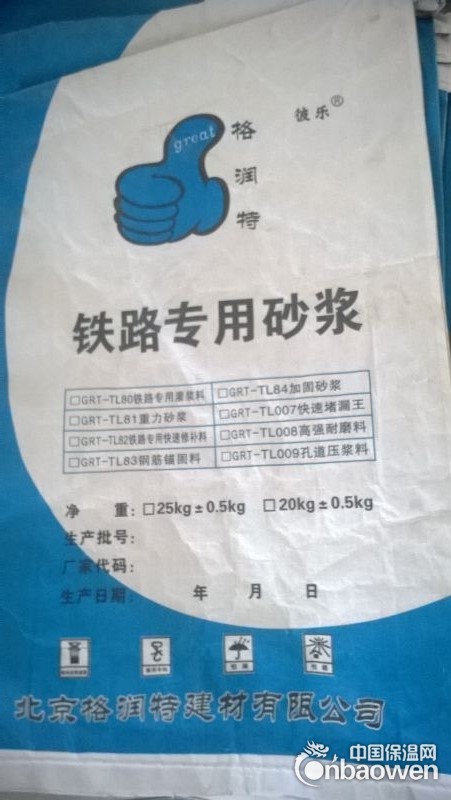 great
格润特
彼乐®
铁路专用砂浆
□GRT-TL80铁路专用灌浆料 □GRT-TL84加固砂浆
□GRT-TL81重力砂浆 □GRT-TL007快速堵漏王
□GRT-TL82铁路专用快速修补料 □GRT-TL008高强耐磨料
□GRT-TL83钢筋锚固料 □GRT-TL009孔道压浆料
净 重: □25kg±0.5kg □20kg±0.5kg
生产批号:
厂家代码:
生产日期: 年 月 日
北京格润特建材有限公司
中国保温网
Cnbaowen